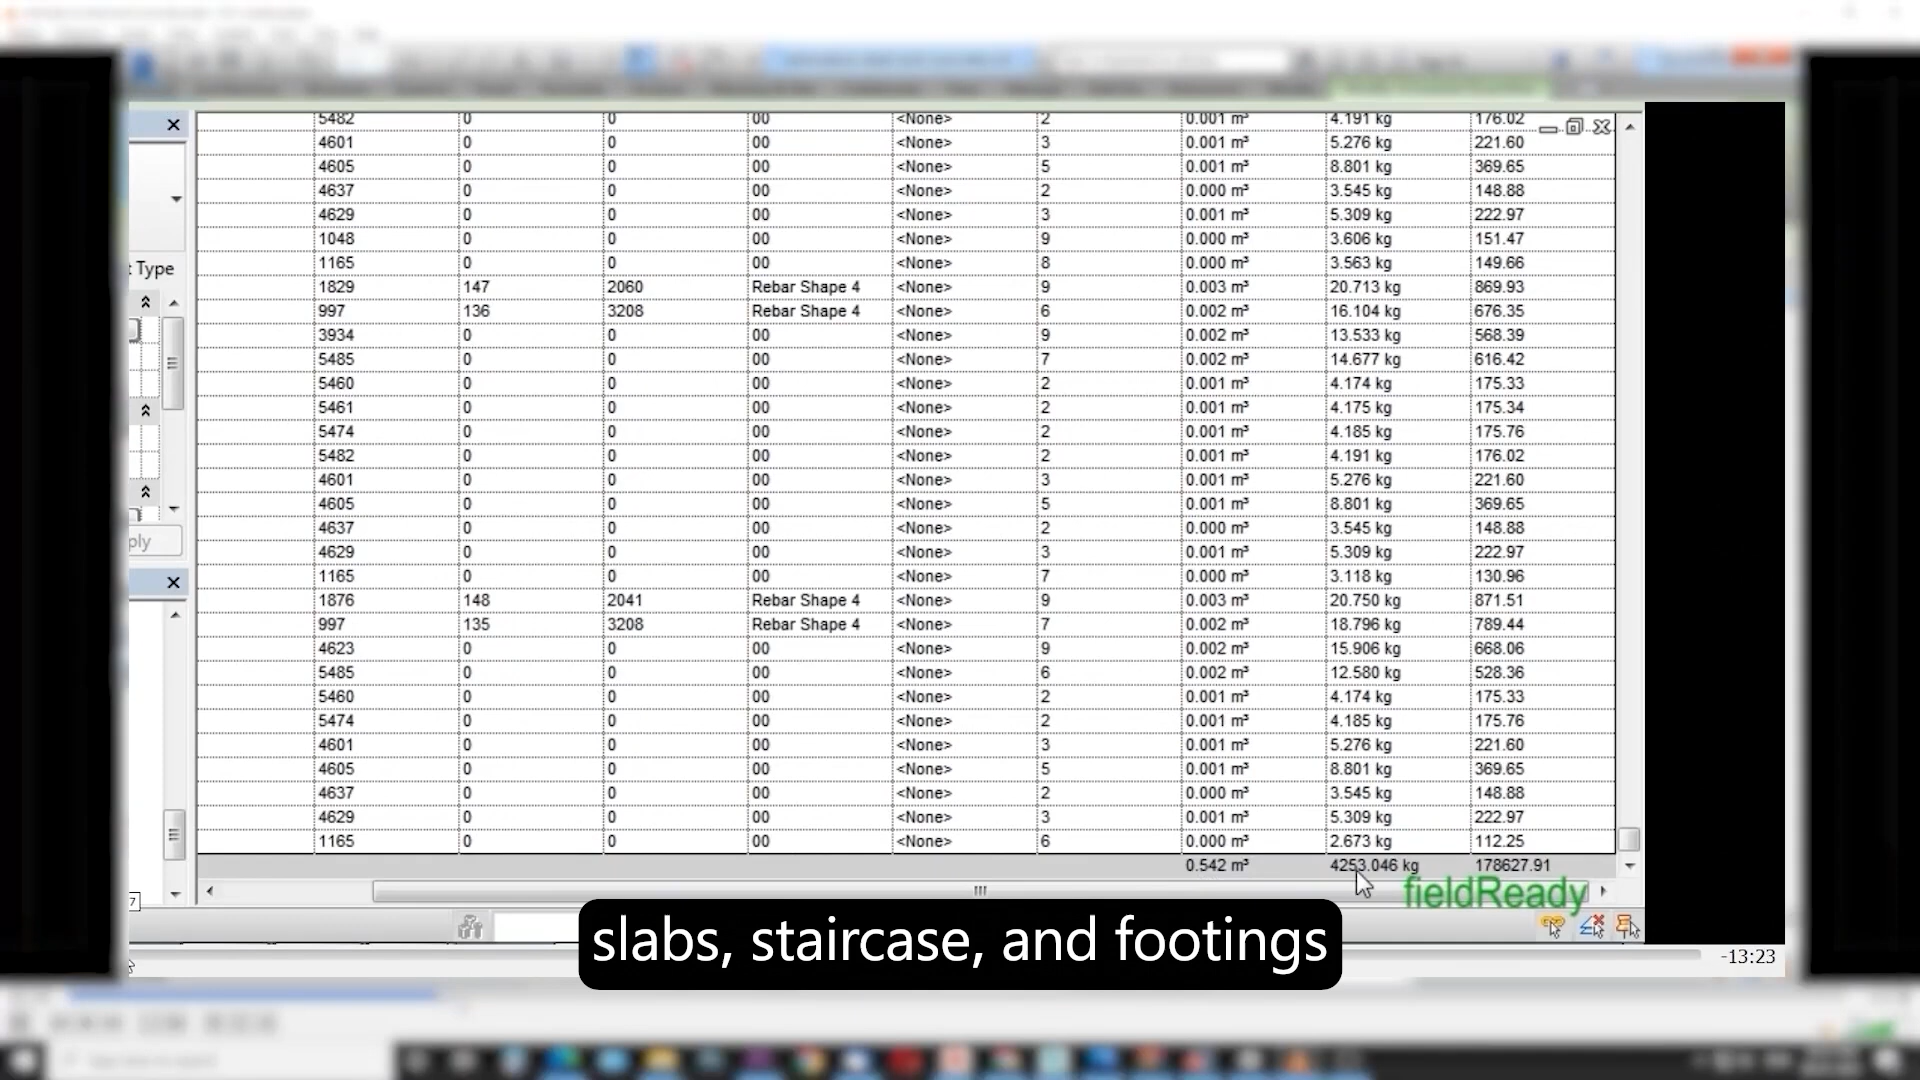 5482 0 0 00 <None> 2 0.001 m³ 4.191 kg 176.02
4601 0 0 00 <None> 3 0.001 m³ 5.276 kg 221.60
4605 0 0 00 <None> 5 0.001 m³ 8.801 kg 369.65
4637 0 0 00 <None> 2 0.000 m³ 3.545 kg 148.88
4629 0 0 00 <None> 3 0.001 m³ 5.309 kg 222.97
1048 0 0 00 <None> 9 0.000 m³ 3.606 kg 151.47
t Type
1165 0 0 00 <None> 8 0.000 m³ 3.563 kg 149.66
1829 147 2060 Rebar Shape 4 <None> 9 0.003 m³ 20.713 kg 869.93
997 136 3208 Rebar Shape 4 <None> 6 0.002 m³ 16.104 kg 676.35
3934 0 0 00 <None> 9 0.002 m³ 13.533 kg 568.39
5485 0 0 00 <None> 7 0.002 m³ 14.677 kg 616.42
5460 0 0 00 <None> 2 0.001 m³ 4.174 kg 175.33
5461 0 0 00 <None> 2 0.001 m³ 4.175 kg 175.34
5474 0 0 00 <None> 2 0.001 m³ 4.185 kg 175.76
5482 0 0 00 <None> 2 0.001 m³ 4.191 kg 176.02
4601 0 0 00 <None> 3 0.001 m³ 5.276 kg 221.60
4605 0 0 00 <None> 5 0.001 m³ 8.801 kg 369.65
4637 0 0 00 <None> 2 0.000 m³ 3.545 kg 148.88
ply
4629 0 0 00 <None> 3 0.001 m³ 5.309 kg 222.97
1165 0 0 00 <None> 7 0.000 m³ 3.118 kg 130.96
1876 148 2041 Rebar Shape 4 <None> 9 0.003 m³ 20.750 kg 871.51
997 135 3208 Rebar Shape 4 <None> 7 0.002 m³ 18.796 kg 789.44
4623 0 0 00 <None> 9 0.002 m³ 15.906 kg 668.06
5485 0 0 00 <None> 6 0.002 m³ 12.580 kg 528.36
5460 0 0 00 <None> 2 0.001 m³ 4.174 kg 175.33
5474 0 0 00 <None> 2 0.001 m³ 4.185 kg 175.76
4601 0 0 00 <None> 3 0.001 m³ 5.276 kg 221.60
4605 0 0 00 <None> 5 0.001 m³ 8.801 kg 369.65
4637 0 0 00 <None> 2 0.000 m³ 3.545 kg 148.88
4629 0 0 00 <None> 3 0.001 m³ 5.309 kg 222.97
1165 0 0 00 <None> 6 0.000 m³ 2.673 kg 112.25
0.542 m³ 4253.046 kg 178627.91
fieldReady
7
slabs, staircase, and footings
-13:23